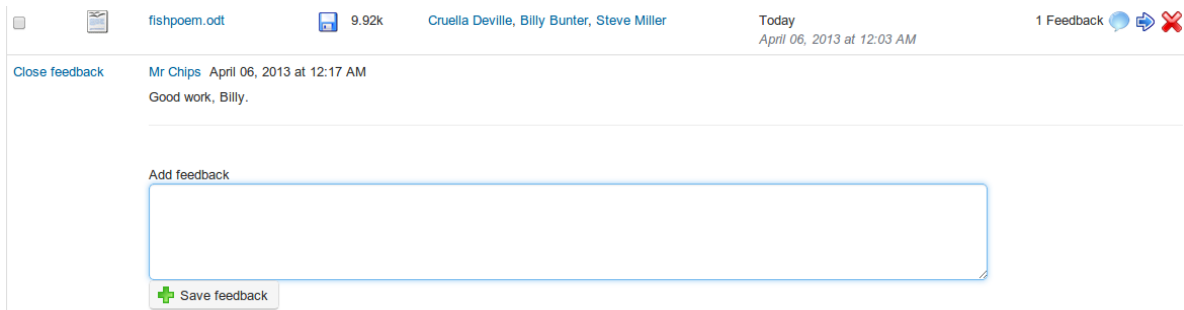 fishpoem.odt 9.92k Cruella Deville, Billy Bunter, Steve Miller Today 1 Feedback
April 06, 2013 at 12:03 AM
Close feedback Mr Chips April 06, 2013 at 12:17 AM
Good work, Billy.
Add feedback
Save feedback